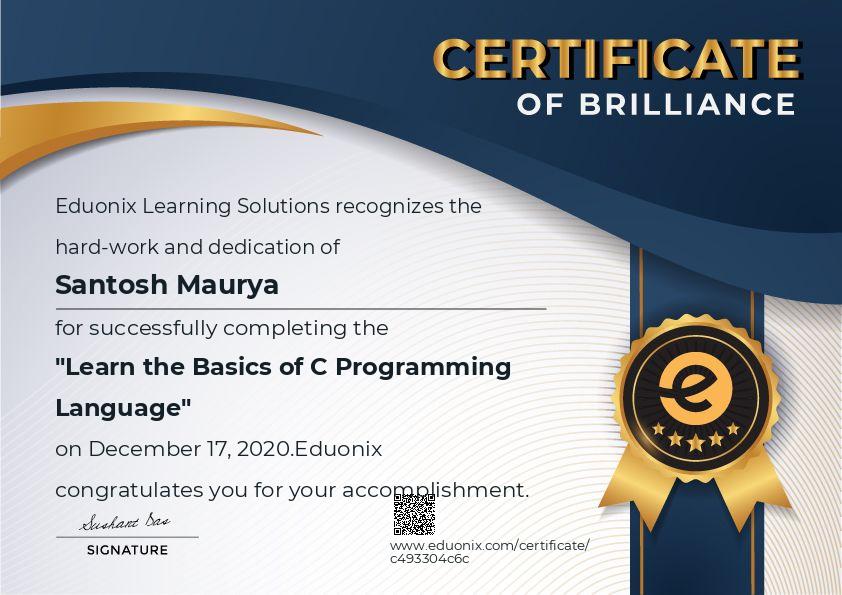 CERTIFICATE
OF BRILLIANCE
Eduonix Learning Solutions recognizes the
hard-work and dedication of
Santosh Maurya
for successfully completing the
"Learn the Basics of C Programming
Language"
on December 17, 2020.Eduonix
congratulates you for your accomplishment.
Sushant Das
SIGNATURE
www.eduonix.com/certificate/
c493304c6c
e